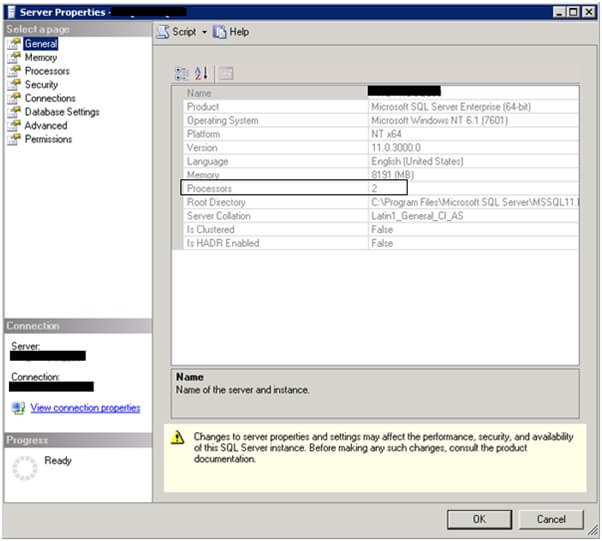 Server Properties -
Select a page
General
Memory
Processors
Security
Connections
Database Settings
Advanced
Permissions
Script
Help
Name
Product Microsoft SQL Server Enterprise (64-bit)
Operating System Microsoft Windows NT 6.1 (7601)
Platform NT x64
Version 11.0.3000.0
Language English (United States)
Memory 8191 (MB)
Processors 2
Root Directory C:\Program Files\Microsoft SQL Server\MSSQL11.
Server Collation Latin1_General_CI_AS
Is Clustered False
Is HADR Enabled False
Connection
Server:
Connection:
View connection properties
Progress
Ready
Name
Name of the server and instance.
Changes to server properties and settings may affect the performance, security, and availability
of this SQL Server instance. Before making any such changes, consult the product
documentation.
OK
Cancel